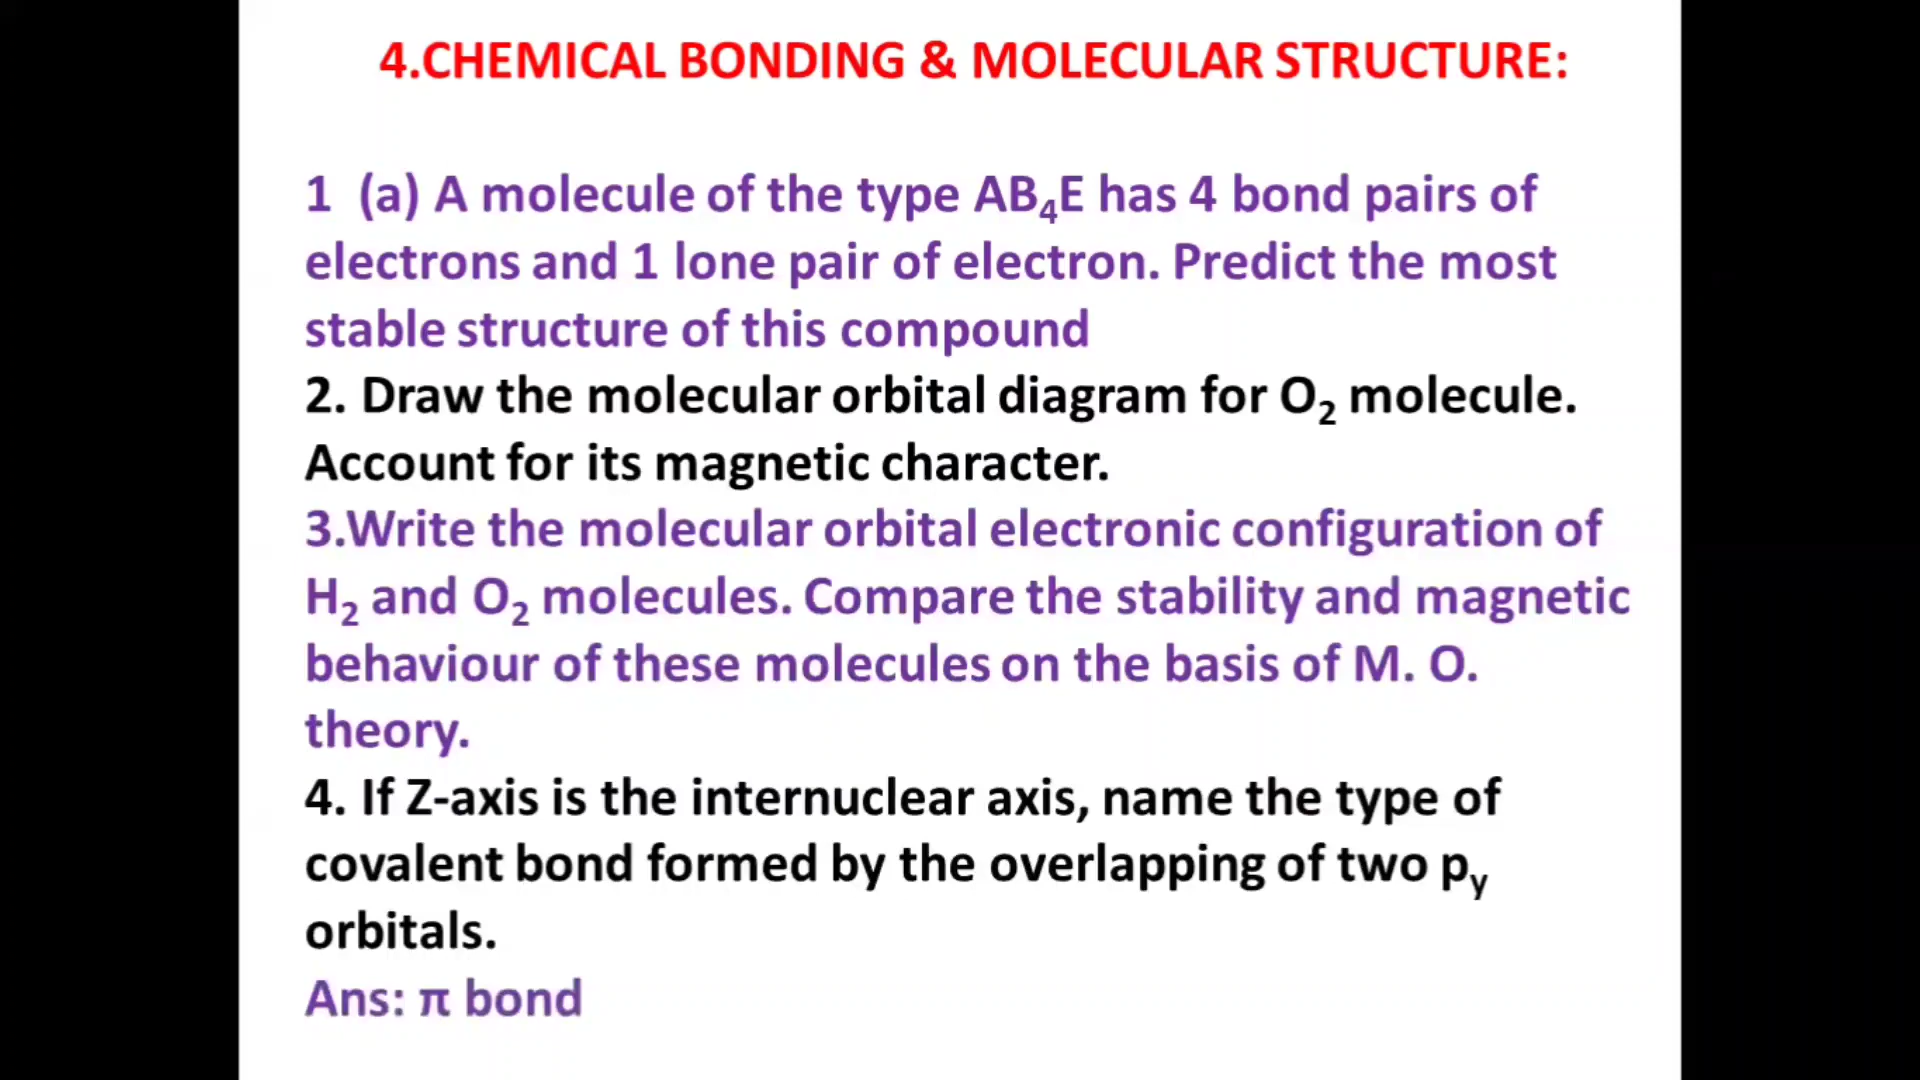 4.CHEMICAL BONDING & MOLECULAR STRUCTURE:
1 (a) A molecule of the type AB₄E has 4 bond pairs of
electrons and 1 lone pair of electron. Predict the most
stable structure of this compound
2. Draw the molecular orbital diagram for O₂ molecule.
Account for its magnetic character.
3.Write the molecular orbital electronic configuration of
H₂ and O₂ molecules. Compare the stability and magnetic
behaviour of these molecules on the basis of M. O.
theory.
4. If Z-axis is the internuclear axis, name the type of
covalent bond formed by the overlapping of two pᵧ
orbitals.
Ans: π bond